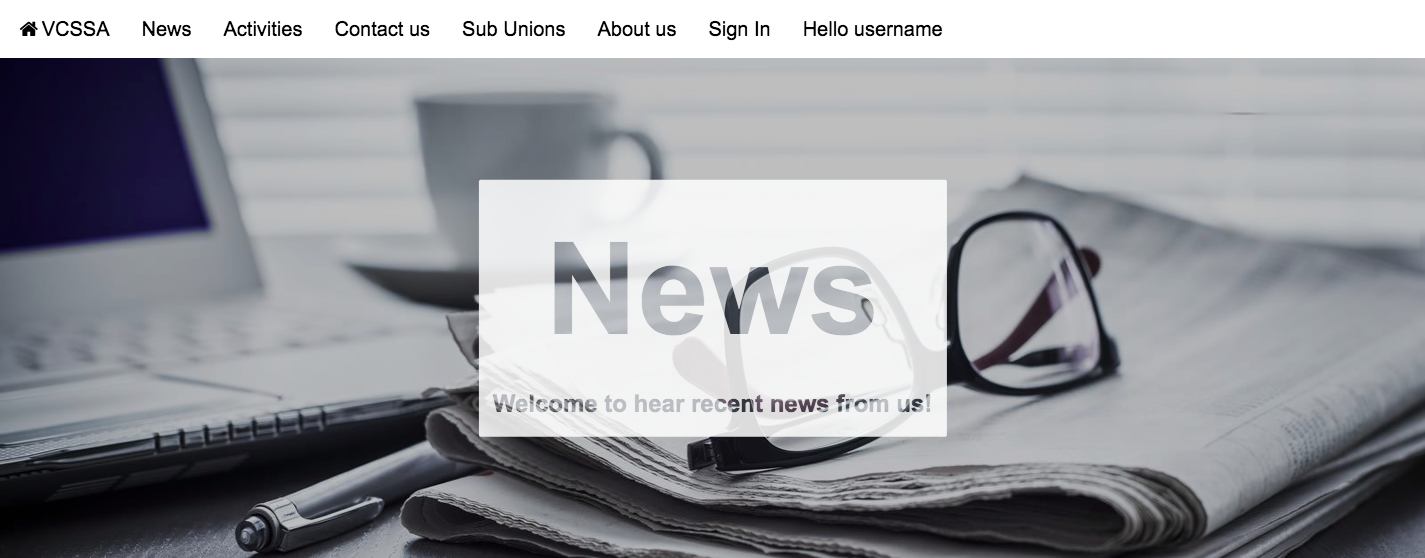 VCSSA News Activities Contact us Sub Unions About us Sign In Hello username
News
Welcome to hear recent news from us!